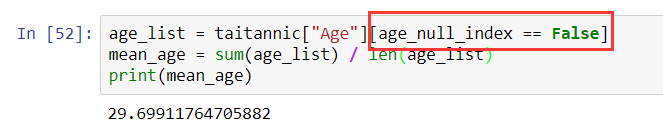 In [52]: age_list = taitannic["Age"][age_null_index == False]
mean_age = sum(age_list) / len(age_list)
print(mean_age)
29.69911764705882